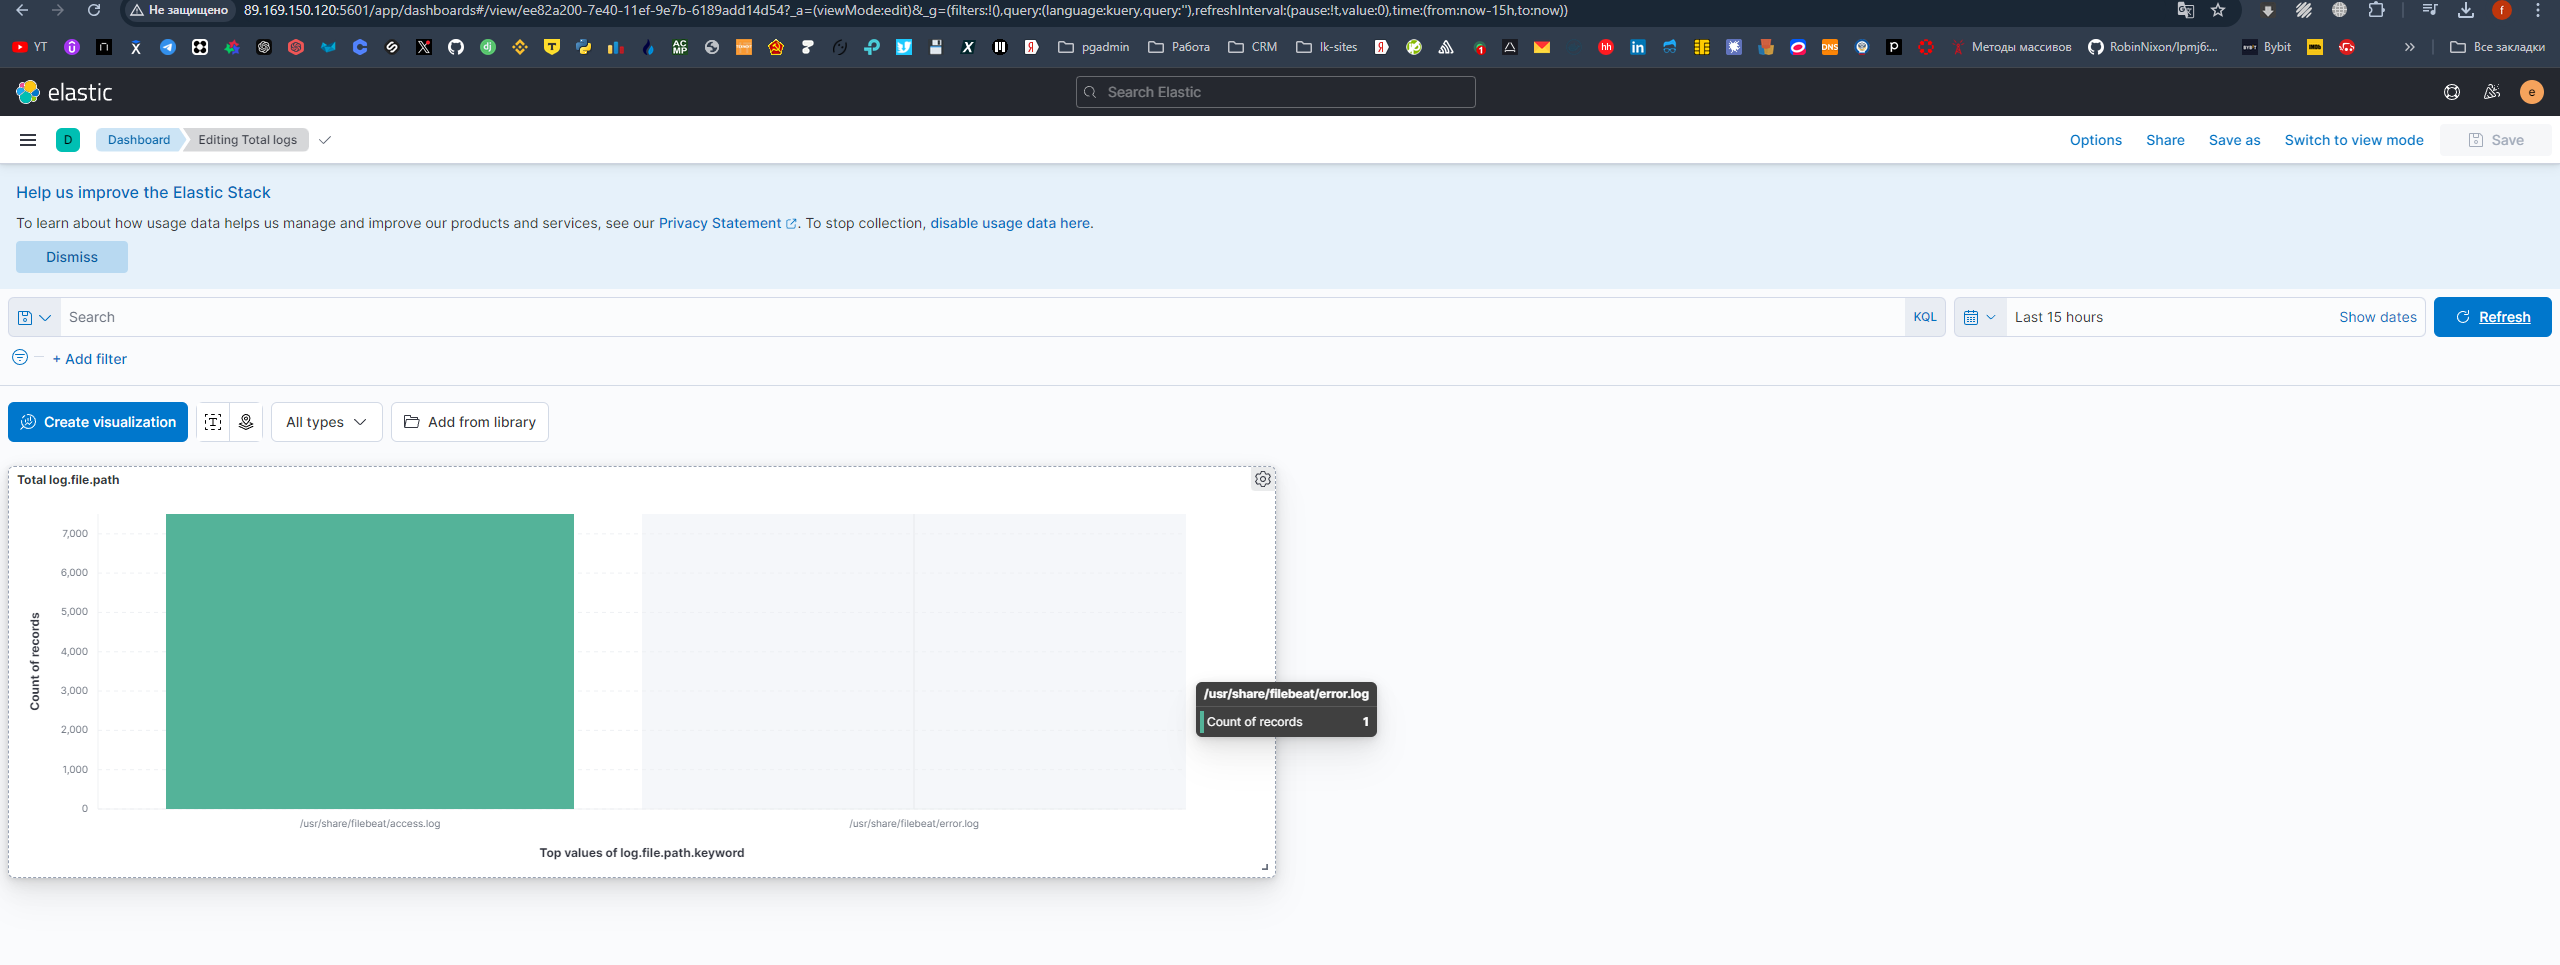 Не защищено
89.169.150.120:5601/app/dashboards#/view/ee82a200-7e40-11ef-9e7b-6189add14d54?_a=(viewMode:edit)&_g=(filters:!(),query:(language:kuery,query:''),refreshInterval:(pause:!t,value:0),time:(from:now-15h,to:now))
YT
pgadmin
Работа
CRM
lk-sites
Методы массивов
RobinNixon/lpmj6:...
Bybit
Все закладки
elastic
Search Elastic
e
D
Dashboard
Editing Total logs
Options
Share
Save as
Switch to view mode
Save
Help us improve the Elastic Stack
To learn about how usage data helps us manage and improve our products and services, see our Privacy Statement. To stop collection, disable usage data here.
Dismiss
Search
KQL
Last 15 hours
Show dates
Refresh
+ Add filter
Create visualization
All types
Add from library
Total log.file.path
7,000
6,000
5,000
4,000
3,000
2,000
1,000
0
Count of records
/usr/share/filebeat/access.log
/usr/share/filebeat/error.log
Top values of log.file.path.keyword
/usr/share/filebeat/error.log
Count of records 1